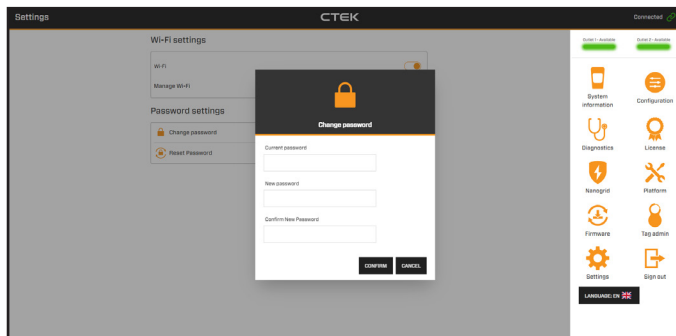 Settings
CTEK
Connected
Wi-Fi settings
Wi-Fi
Manage Wi-Fi
Password settings
Change password
Reset Password
Change password
Current password
New password
Confirm New Password
CONFIRM
CANCEL
Outlet 1 - Available
Outlet 2 - Available
System
information
Configuration
Diagnostics
License
Nanogrid
Platform
Firmware
Tag admin
Settings
Sign out
LANGUAGE: EN